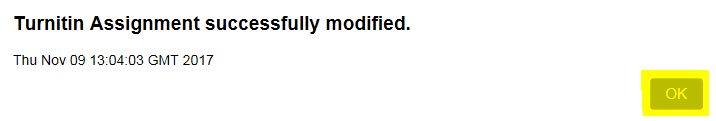 Turnitin Assignment successfully modified.
Thu Nov 09 13:04:03 GMT 2017
OK